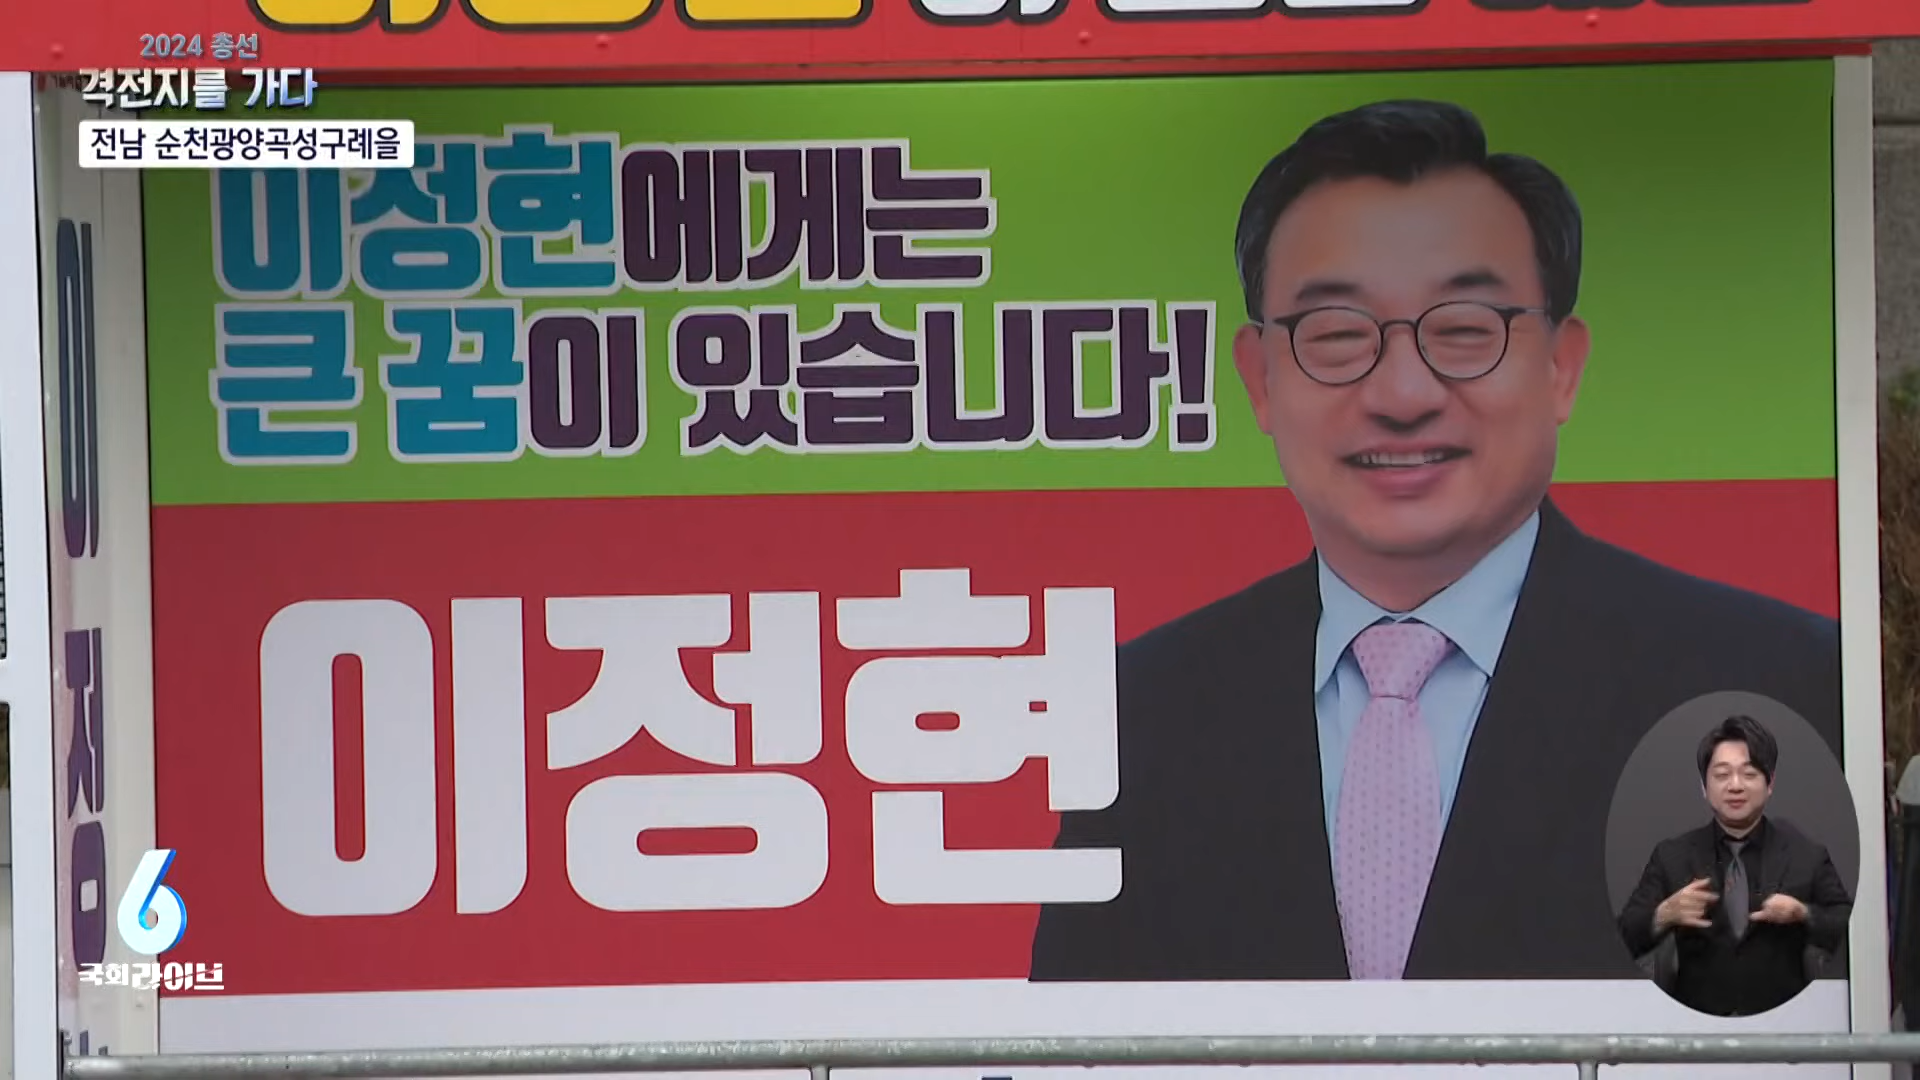 2024 총선
격전지를 가다
전남 순천광양곡성구례을
이정현에게는
큰 꿈이 있습니다!
이정현
이정
6
국회라이브